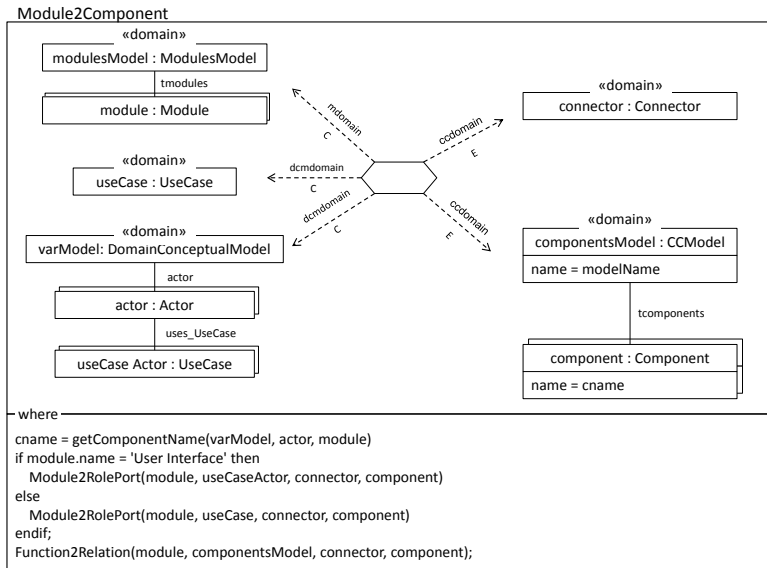 Module2Component
«domain»
modulesModel : ModulesModel
tmodules
module : Module
mdomain
C
«domain»
connector : Connector
ccdomain
E
«domain»
useCase : UseCase
dcmdomain
C
«domain»
varModel: DomainConceptualModel
dcmdomain
C
actor
actor : Actor
uses_UseCase
useCase Actor : UseCase
ccdomain
E
«domain»
componentsModel : CCModel
name = modelName
tcomponents
component : Component
name = cname
where
cname = getComponentName(varModel, actor, module)
if module.name = 'User Interface' then
Module2RolePort(module, useCaseActor, connector, component)
else
Module2RolePort(module, useCase, connector, component)
endif;
Function2Relation(module, componentsModel, connector, component);